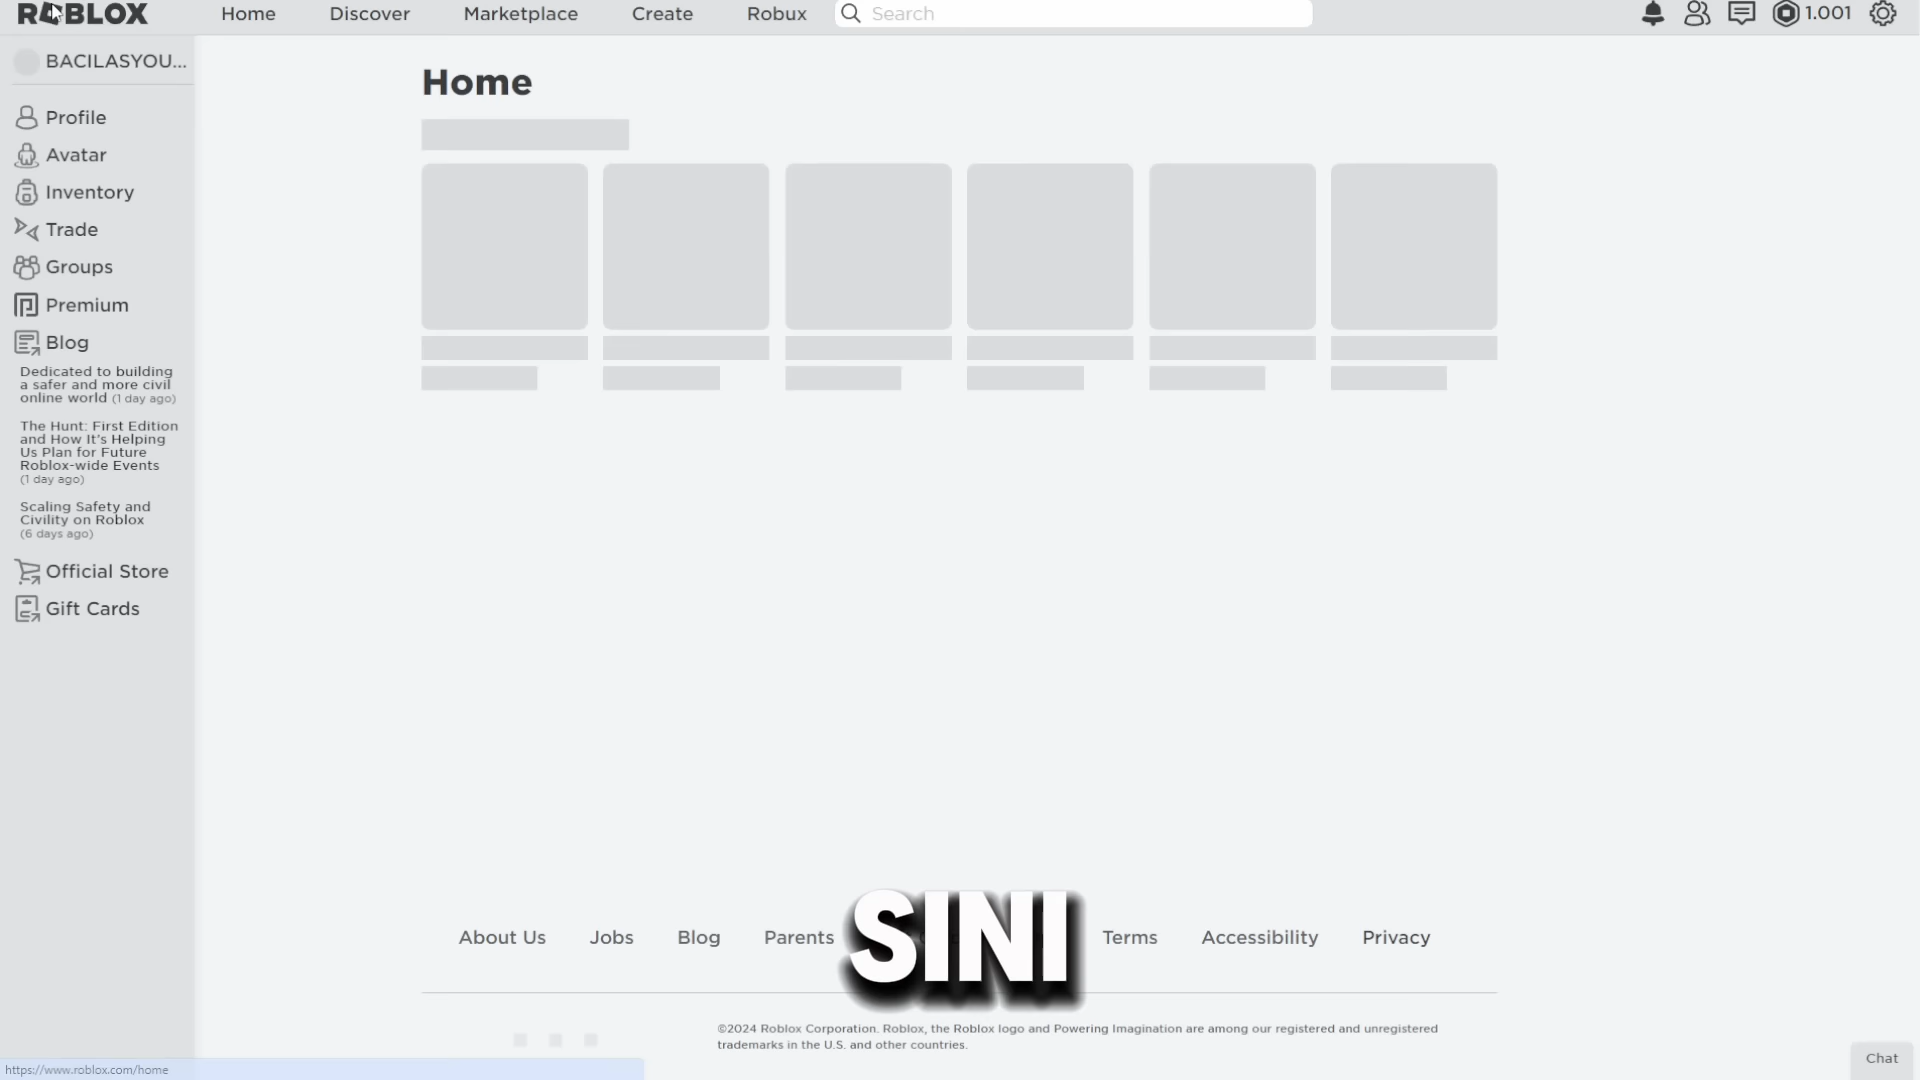 ROBLOX
Home
Discover
Marketplace
Create
Robux
Search
1.001
BACILASYOU...
Profile
Avatar
Inventory
Trade
Groups
Premium
Blog
Dedicated to building
a safer and more civil
online world (1 day ago)
The Hunt: First Edition
and How It's Helping
Us Plan for Future
Roblox-wide Events
(1 day ago)
Scaling Safety and
Civility on Roblox
(6 days ago)
Official Store
Gift Cards
Home
About Us
Jobs
Blog
Parents
SINI
Terms
Accessibility
Privacy
©2024 Roblox Corporation. Roblox, the Roblox logo and Powering Imagination are among our registered and unregistered
trademarks in the U.S. and other countries.
https://www.roblox.com/home
Chat